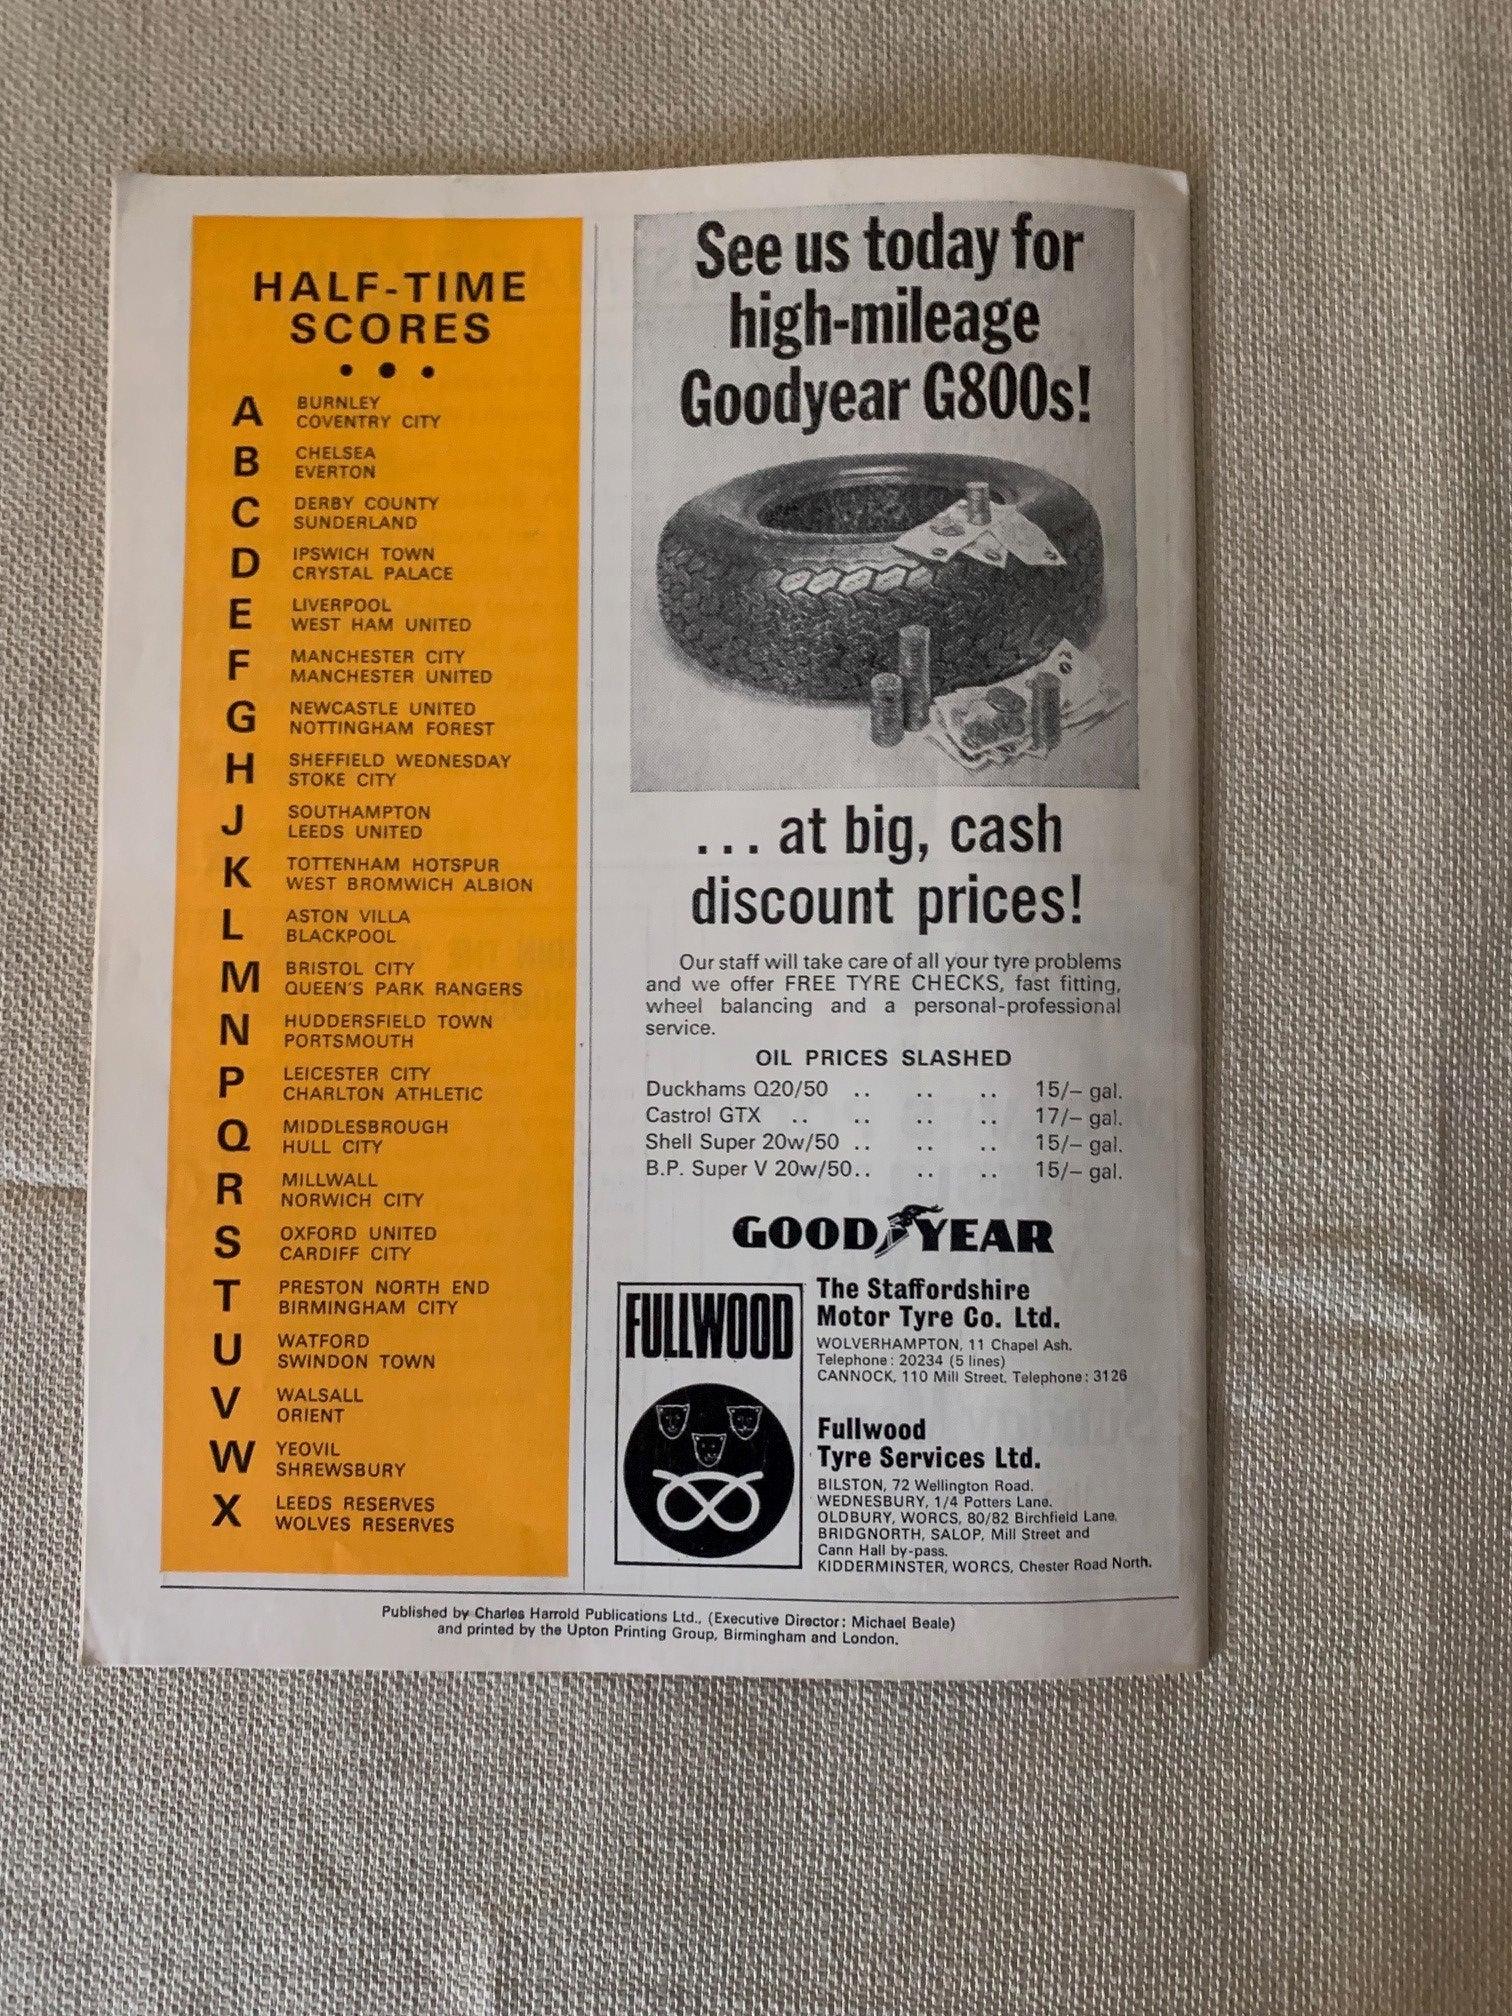 HALF-TIME
SCORES
A BURNLEY
COVENTRY CITY
B CHELSEA
EVERTON
C DERBY COUNTY
SUNDERLAND
D IPSWICH TOWN
CRYSTAL PALACE
E LIVERPOOL
WEST HAM UNITED
F MANCHESTER CITY
MANCHESTER UNITED
G NEWCASTLE UNITED
NOTTINGHAM FOREST
H SHEFFIELD WEDNESDAY
STOKE CITY
J SOUTHAMPTON
LEEDS UNITED
K TOTTENHAM HOTSPUR
WEST BROMWICH ALBION
L ASTON VILLA
BLACKPOOL
M BRISTOL CITY
QUEEN'S PARK RANGERS
N HUDDERSFIELD TOWN
PORTSMOUTH
P LEICESTER CITY
CHARLTON ATHLETIC
Q MIDDLESBROUGH
HULL CITY
R MILLWALL
NORWICH CITY
S OXFORD UNITED
CARDIFF CITY
T PRESTON NORTH END
BIRMINGHAM CITY
U WATFORD
SWINDON TOWN
V WALSALL
ORIENT
W YEOVIL
SHREWSBURY
X LEEDS RESERVES
WOLVES RESERVES
See us today for
high-mileage
Goodyear G800s!
... at big, cash
discount prices!
Our staff will take care of all your tyre problems
and we offer FREE TYRE CHECKS, fast fitting,
wheel balancing and a personal-professional
service.
OIL PRICES SLASHED
Duckhams Q20/50 .. .. .. 15/– gal.
Castrol GTX .. .. .. .. 17/– gal.
Shell Super 20w/50 .. .. .. 15/– gal.
B.P. Super V 20w/50.. .. .. 15/– gal.
GOODYEAR
FULLWOOD
The Staffordshire
Motor Tyre Co. Ltd.
WOLVERHAMPTON, 11 Chapel Ash.
Telephone: 20234 (5 lines)
CANNOCK, 110 Mill Street. Telephone: 3126
Fullwood
Tyre Services Ltd.
BILSTON, 72 Wellington Road.
WEDNESBURY, 1/4 Potters Lane.
OLDBURY, WORCS, 80/82 Birchfield Lane.
BRIDGNORTH, SALOP, Mill Street and
Cann Hall by-pass.
KIDDERMINSTER, WORCS, Chester Road North.
Published by Charles Harrold Publications Ltd., (Executive Director: Michael Beale)
and printed by the Upton Printing Group, Birmingham and London.